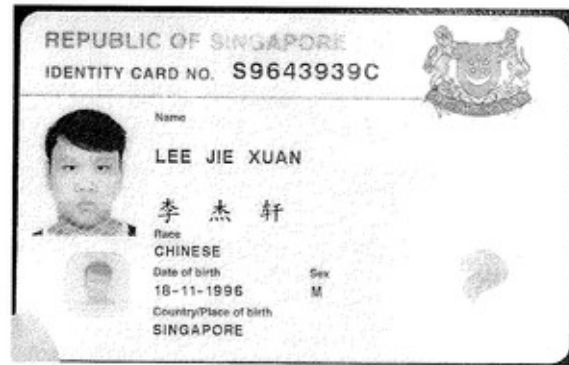 REPUBLIC OF SINGAPORE
IDENTITY CARD NO. S9643939C
Name
LEE JIE XUAN
李 杰 轩
Race
CHINESE
Date of birth Sex
18-11-1996 M
Country/Place of birth
SINGAPORE